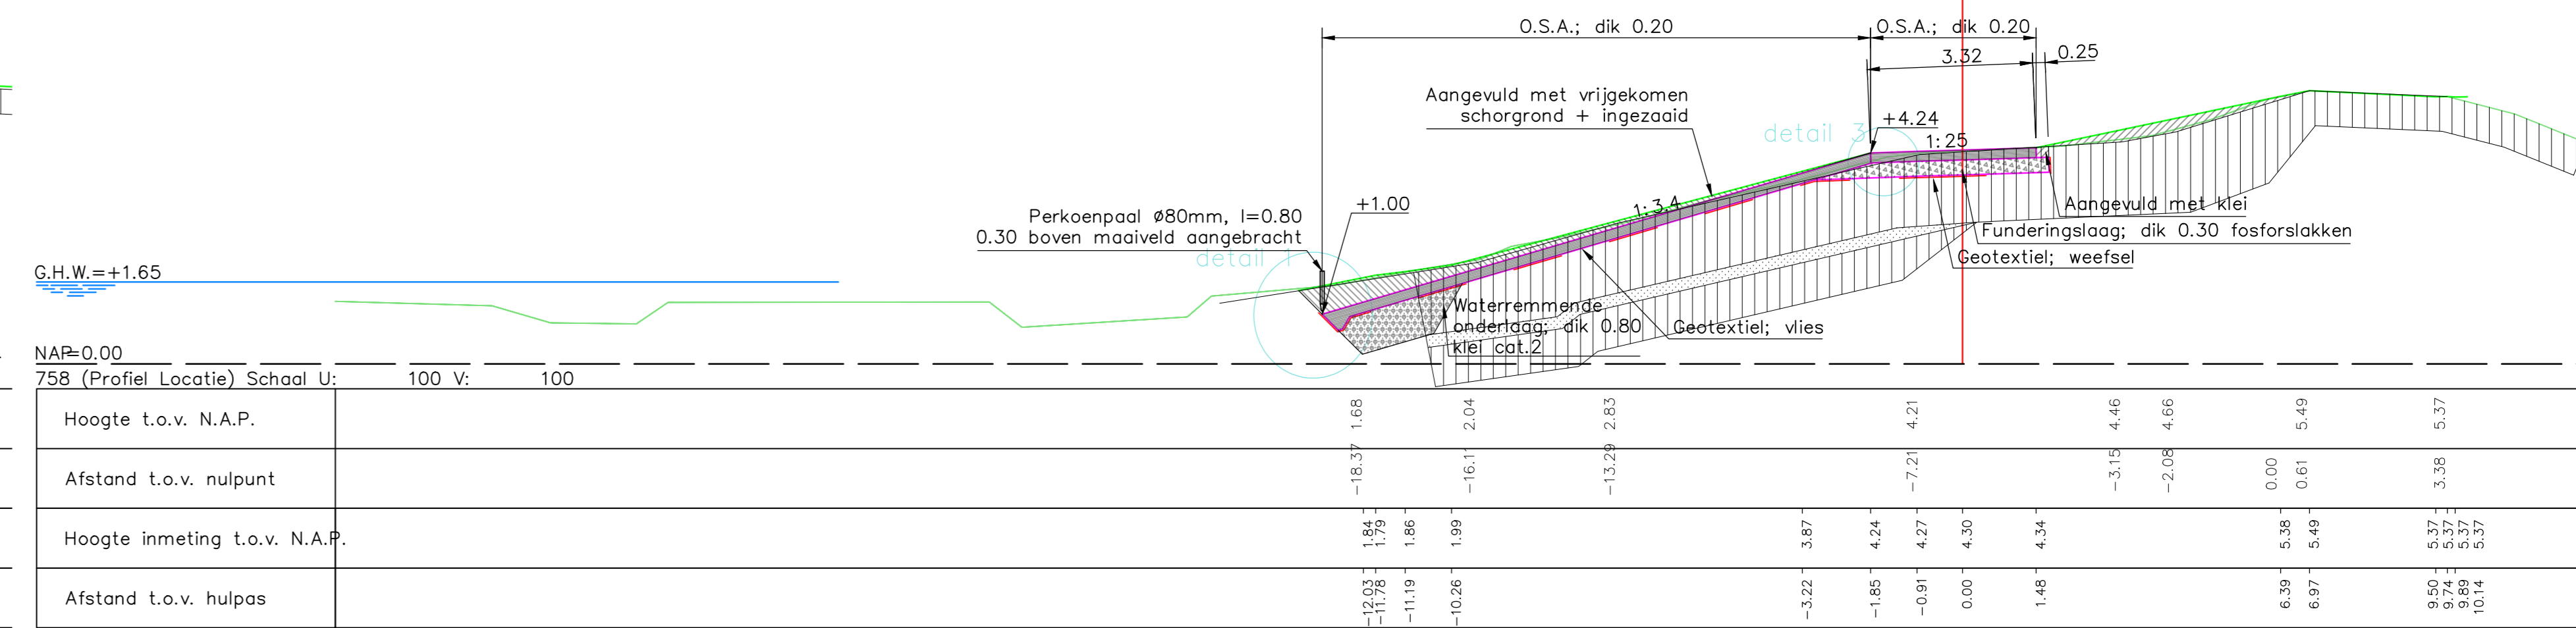 O.S.A.; dik 0.20
O.S.A.; dik 0.20
3.32
0.25
Aangevuld met vrijgekomen
schorgrond + ingezaaid
detail 3
+4.24
1:25
1:3,4
+1.00
Perkoenpaal ø80mm, l=0.80
0.30 boven maaiveld aangebracht
detail 1
Aangevuld met klei
Funderingslaag; dik 0.30 fosforslakken
Geotextiel; weefsel
G.H.W.=+1.65
Waterremmende
onderlaag; dik 0.80
klei cat.2
Geotextiel; vlies
NAP=0.00
758 (Profiel Locatie) Schaal U: 100 V: 100
Hoogte t.o.v. N.A.P. 1.68 2.04 2.83 4.21 4.46 4.66 5.49 5.37
Afstand t.o.v. nulpunt -18.37 -16.11 -13.29 -7.21 -3.15 -2.08 0.00 0.61 3.38
Hoogte inmeting t.o.v. N.A.P. 1.84 1.79 1.86 1.99 3.87 4.24 4.27 4.30 4.34 5.38 5.49 5.37 5.37 5.37 5.37
Afstand t.o.v. hulpas -12.03 -11.78 -11.19 -10.26 -3.22 -1.85 -0.91 0.00 1.48 6.39 6.97 9.50 9.74 9.89 10.14